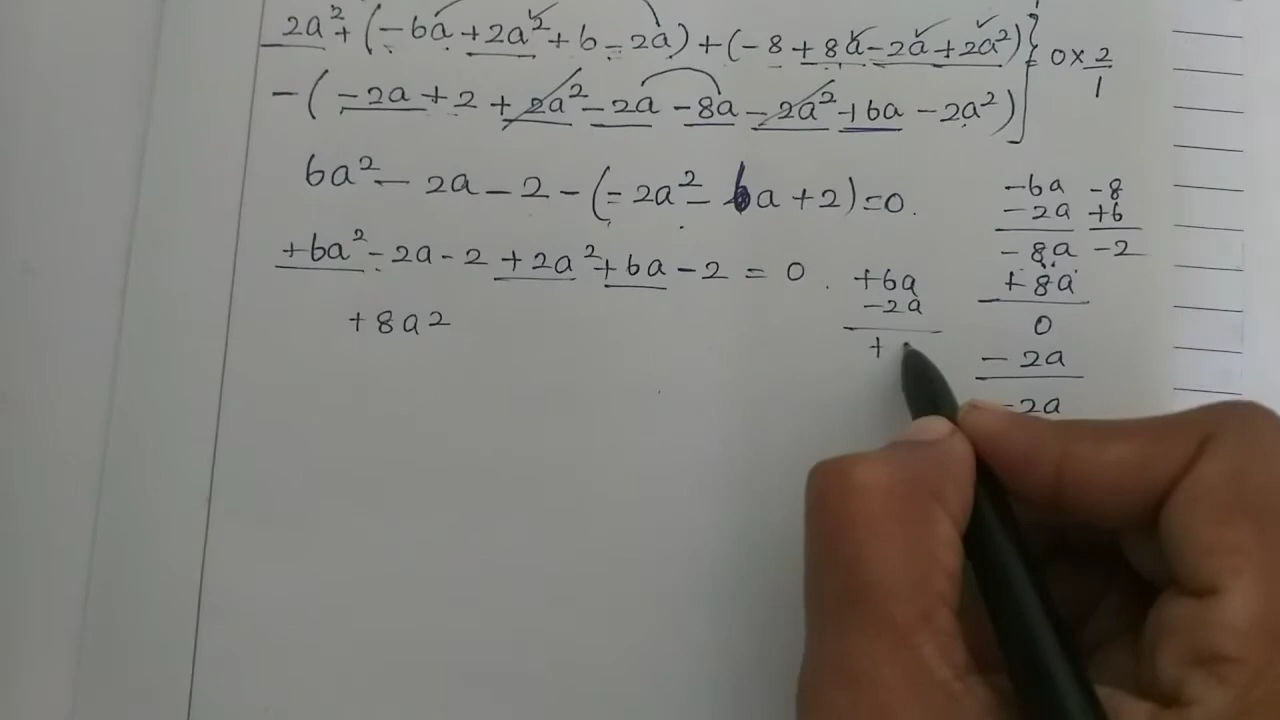 2a² + (-6a + 2a² + 6 - 2a) + (-8 + 8a - 2a + 2a²)} = 0 × 2/1
- (-2a + 2 + 2a² - 2a - 8a - 2a² + 6a - 2a²)]
6a² - 2a - 2 - (-2a² - 6a + 2) = 0.
+6a² - 2a - 2 + 2a² + 6a - 2 = 0.
+8a2
-6a -8
-2a +6
-8a -2
+8a
0
-2a
-2a
+6a
-2a
+